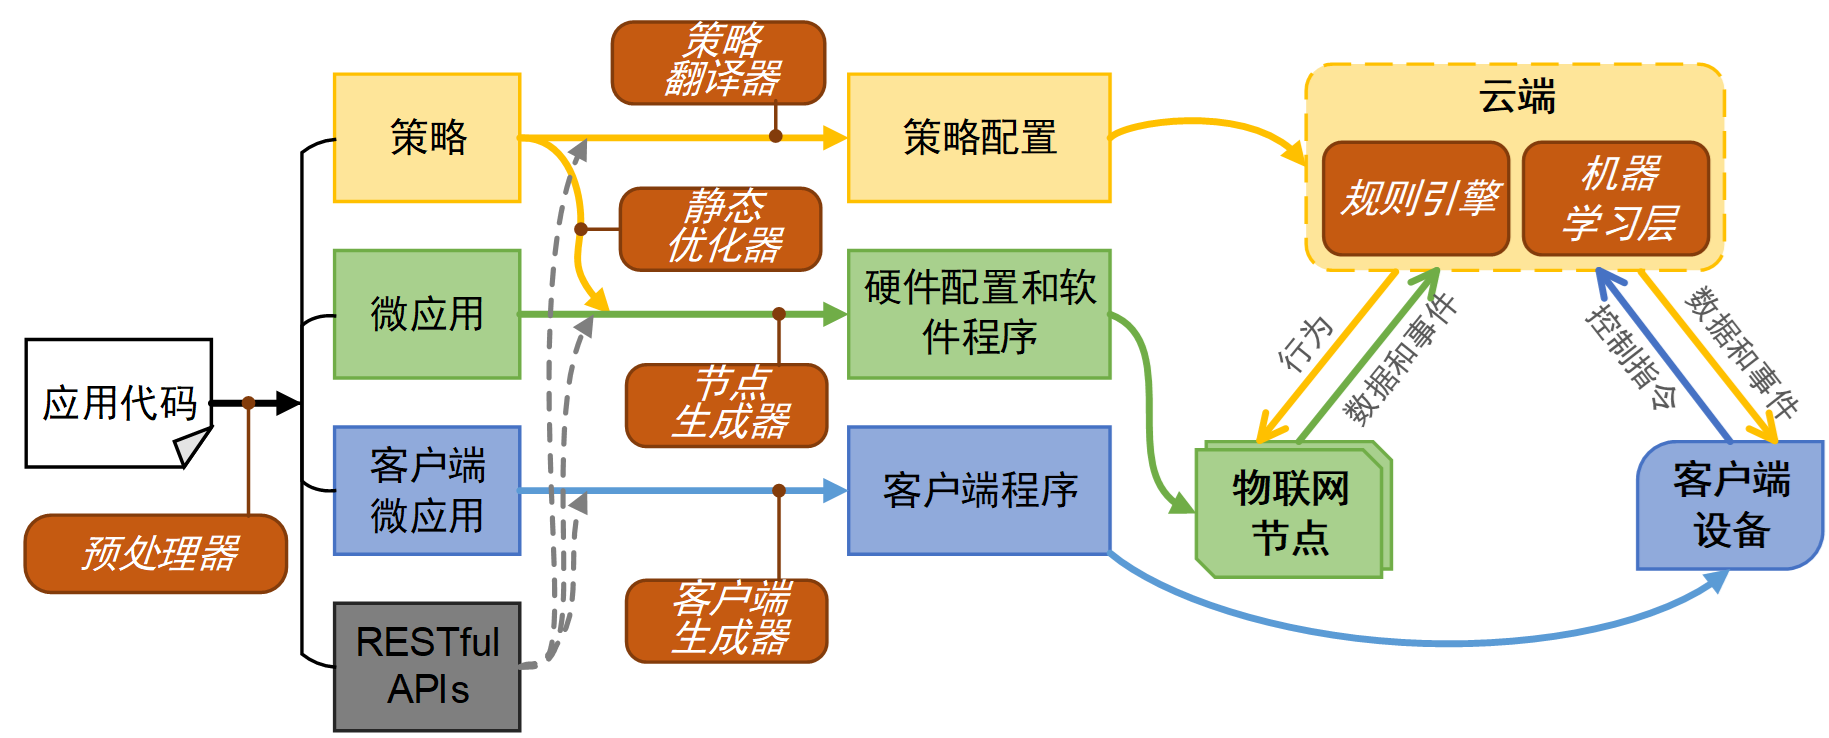 应用代码
预处理器
策略
微应用
客户端
微应用
RESTful
APIs
策略
翻译器
静态
优化器
节点
生成器
客户端
生成器
策略配置
硬件配置和软
件程序
客户端程序
云端
规则引擎
机器
学习层
行为
数据和事件
控制指令
数据和事件
物联网
节点
客户端
设备